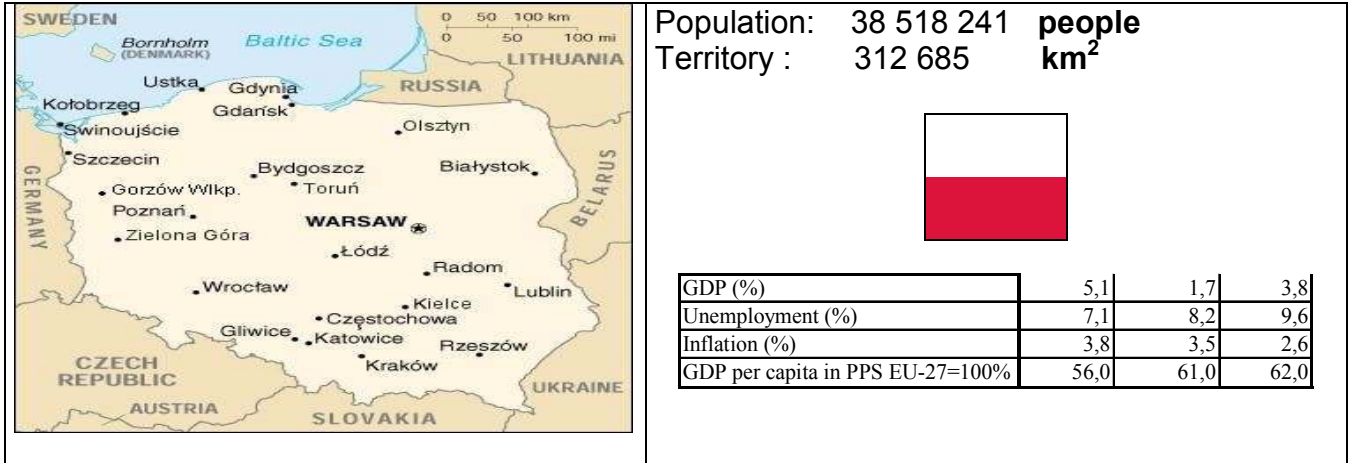 SWEDEN
0 50 100 km
0 50 100 mi
Bornholm
(DENMARK)
Baltic Sea
LITHUANIA
RUSSIA
Ustka
Gdynia
Gdańsk
Kołobrzeg
Swinoujście
Olsztyn
Szczecin
Bydgoszcz
Białystok
GERMANY
BELARUS
Gorzów Wlkp.
Toruń
Poznań
WARSAW
Zielona Góra
Łódź
Radom
Wrocław
Lublin
Kielce
Częstochowa
Gliwice
Katowice
Rzeszów
Kraków
CZECH
REPUBLIC
UKRAINE
AUSTRIA
SLOVAKIA
Population: 38 518 241 people
Territory : 312 685 km²
GDP (%) 5,1 1,7 3,8
Unemployment (%) 7,1 8,2 9,6
Inflation (%) 3,8 3,5 2,6
GDP per capita in PPS EU-27=100% 56,0 61,0 62,0